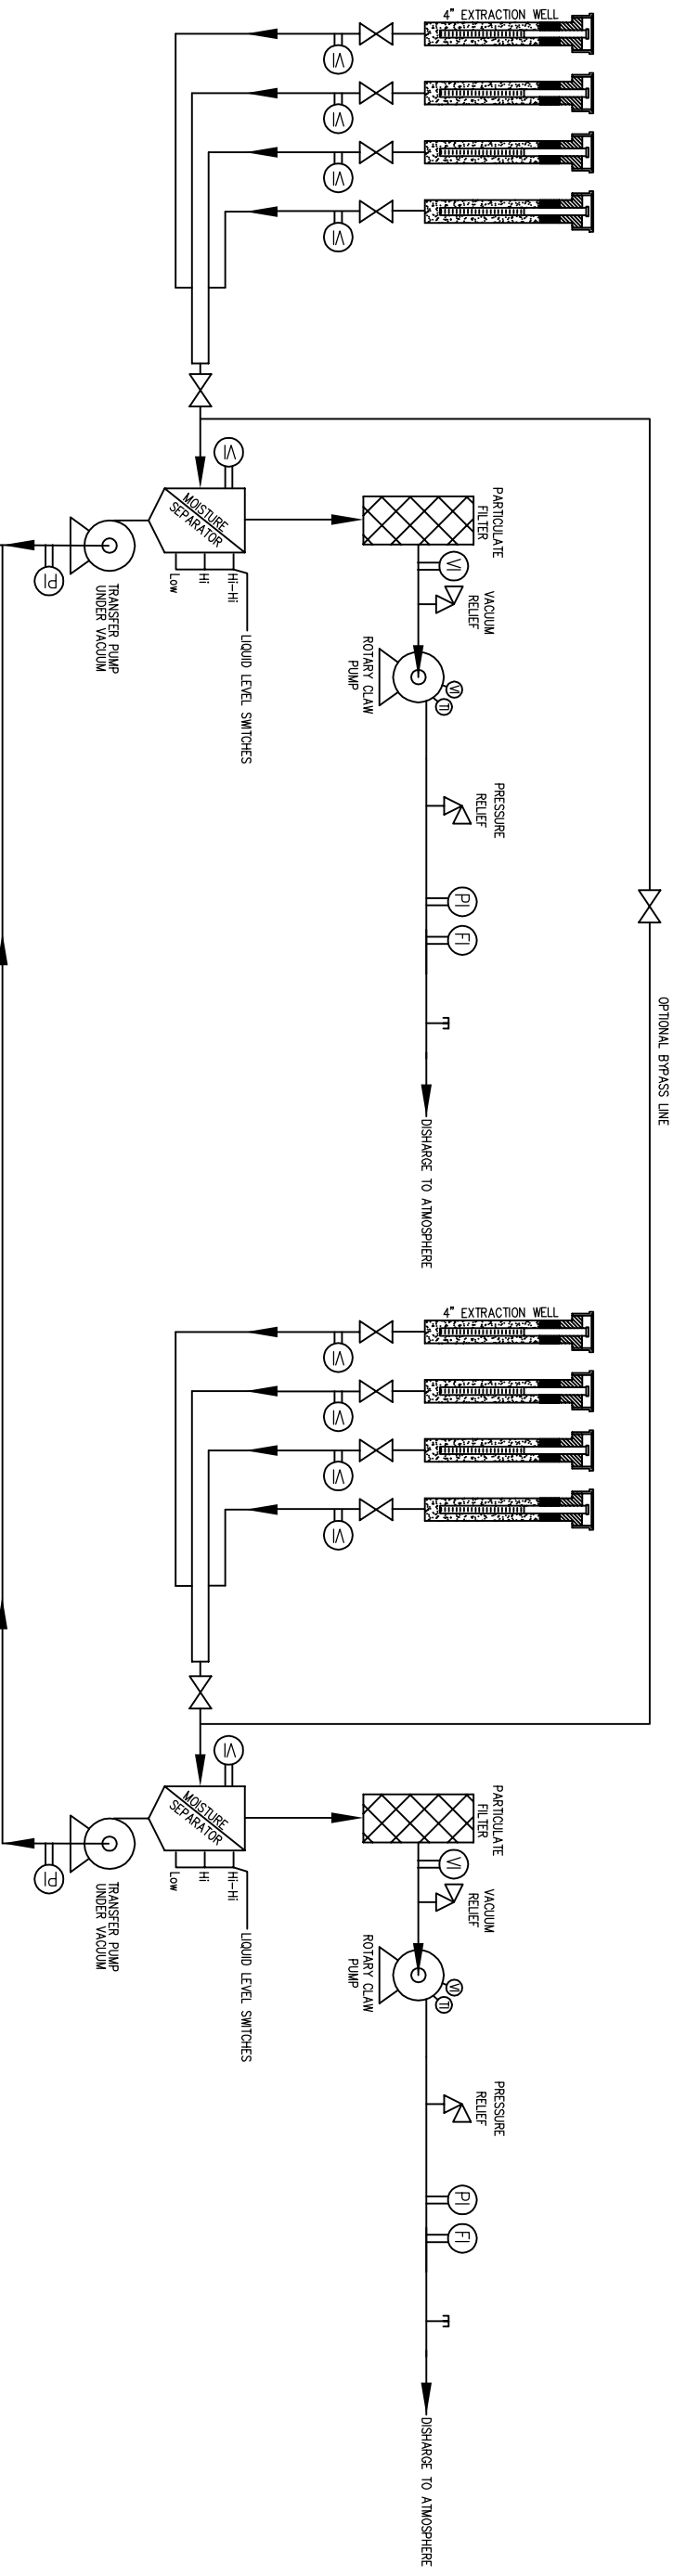 4" EXTRACTION WELL
VI
VI
VI
VI
VI
MOISTURE
SEPARATOR
Hi-Hi
Hi
Low
LIQUID LEVEL SWITCHES
TRANSFER PUMP
UNDER VACUUM
PI
PARTICULATE
FILTER
VI
VACUUM
RELIEF
ROTARY CLAW
PUMP
VI
TI
PRESSURE
RELIEF
PI
FI
DISHARGE TO ATMOSPHERE
OPTIONAL BYPASS LINE
4" EXTRACTION WELL
VI
VI
VI
VI
VI
MOISTURE
SEPARATOR
Hi-Hi
Hi
Low
LIQUID LEVEL SWITCHES
TRANSFER PUMP
UNDER VACUUM
PI
PARTICULATE
FILTER
VI
VACUUM
RELIEF
ROTARY CLAW
PUMP
VI
TI
PRESSURE
RELIEF
PI
FI
DISHARGE TO ATMOSPHERE